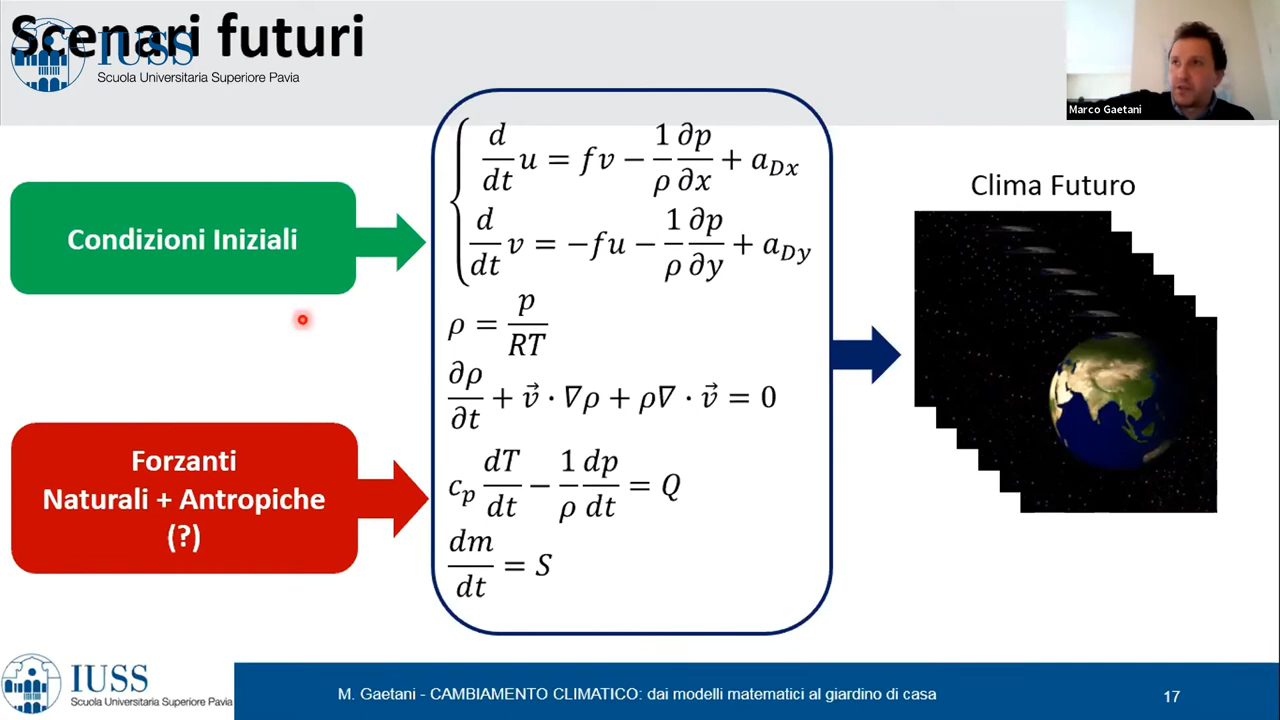 Scenari futuri
IUSS
Scuola Universitaria Superiore Pavia
Marco Gaetani
Condizioni Iniziali
Forzanti
Naturali + Antropiche
(?)
d/dt u = fv − 1/ρ ∂p/∂x + a_Dx
d/dt v = −fu − 1/ρ ∂p/∂y + a_Dy
ρ = p/RT
∂ρ/∂t + v⃗ · ∇ρ + ρ∇ · v⃗ = 0
c_p dT/dt − 1/ρ dp/dt = Q
dm/dt = S
Clima Futuro
IUSS
Scuola Universitaria Superiore Pavia
M. Gaetani - CAMBIAMENTO CLIMATICO: dai modelli matematici al giardino di casa
17